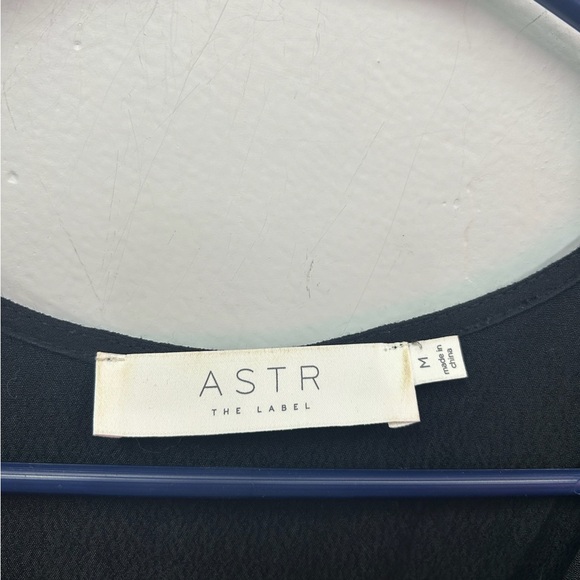 ASTR
THE LABEL
M
made in
china